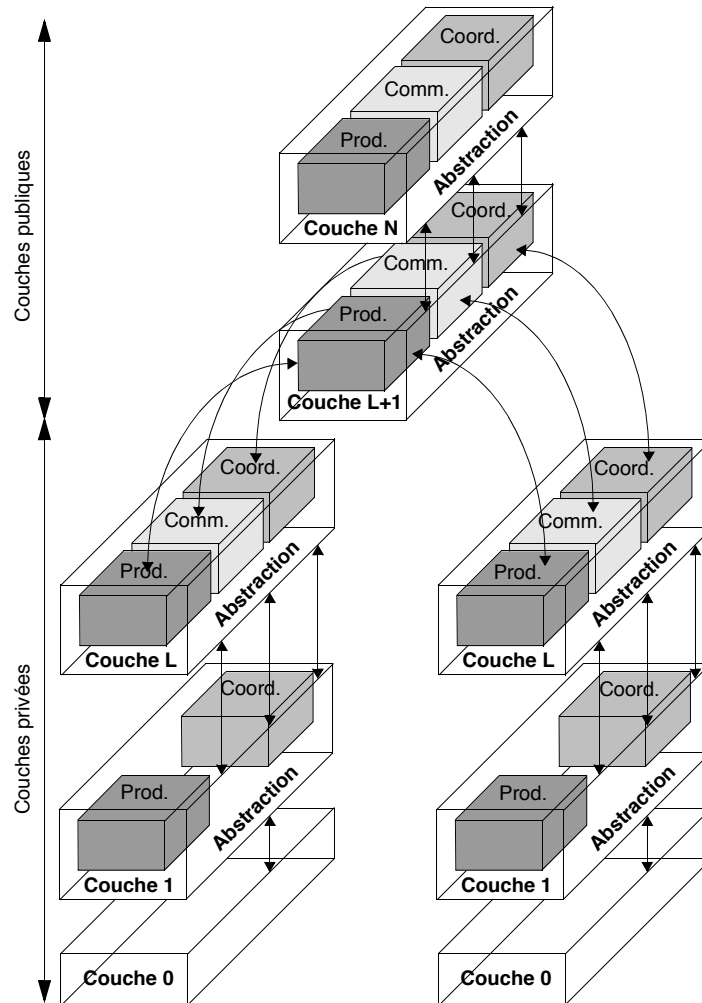 Couches publiques
Coord.
Comm.
Prod.
Abstraction
Couche N
Coord.
Comm.
Prod.
Abstraction
Couche L+1
Couches privées
Coord.
Comm.
Prod.
Abstraction
Couche L
Coord.
Comm.
Prod.
Abstraction
Couche L
Coord.
Prod.
Abstraction
Couche 1
Coord.
Prod.
Abstraction
Couche 1
Couche 0
Couche 0